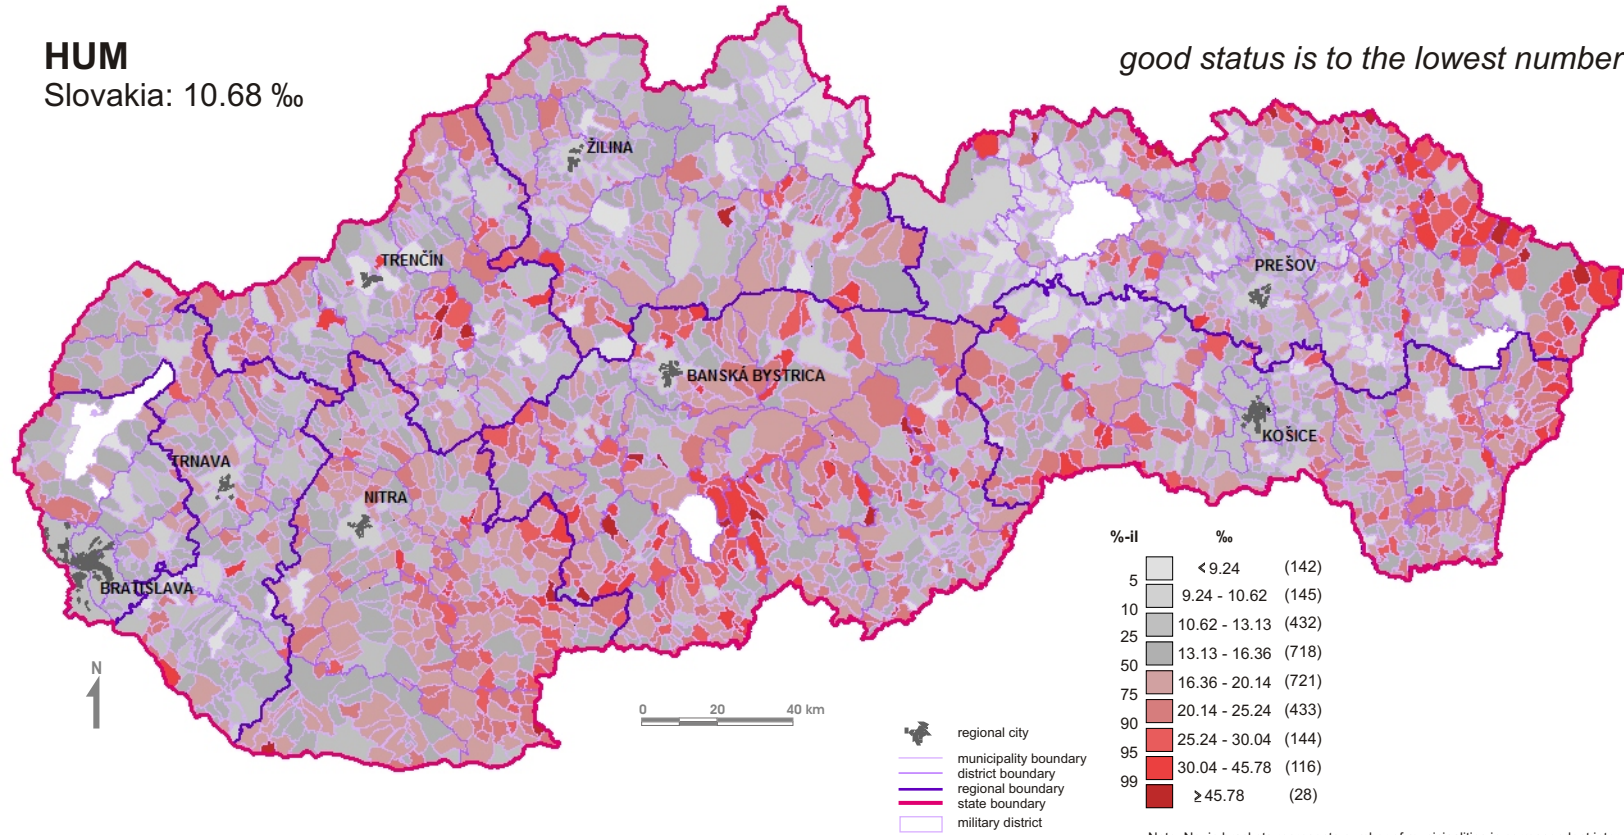 HUM
Slovakia: 10.68 ‰
good status is to the lowest number
ŽILINA
TRENČÍN
PREŠOV
BANSKÁ BYSTRICA
KOŠICE
TRNAVA
NITRA
BRATISLAVA
N
0 20 40 km
regional city
municipality boundary
district boundary
regional boundary
state boundary
military district
%-il ‰
< 9.24 (142)
5
9.24 - 10.62 (145)
10
10.62 - 13.13 (432)
25
13.13 - 16.36 (718)
50
16.36 - 20.14 (721)
75
20.14 - 25.24 (433)
90
25.24 - 30.04 (144)
95
30.04 - 45.78 (116)
99
≥ 45.78 (28)